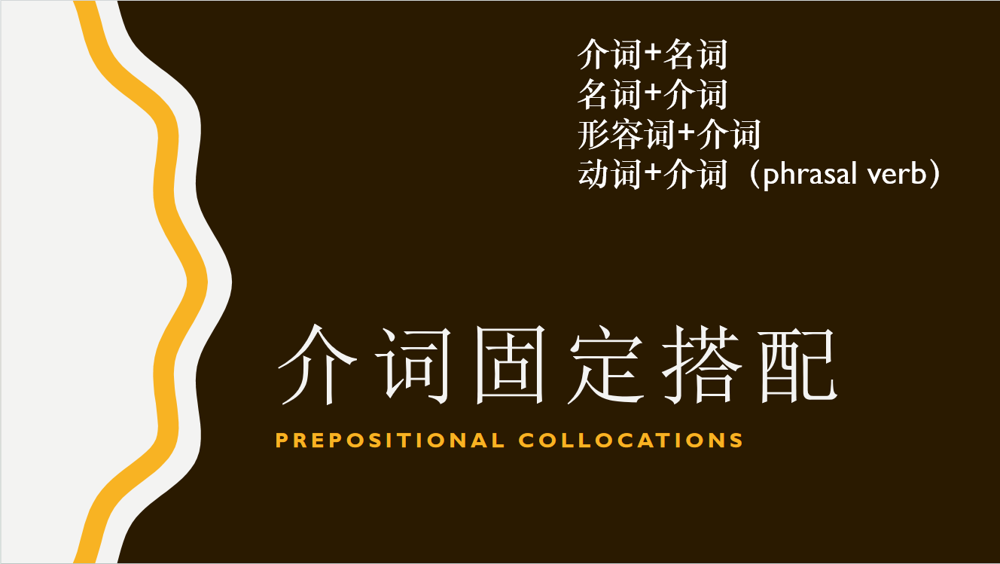 介词+名词
名词+介词
形容词+介词
动词+介词（phrasal verb）
介词固定搭配
PREPOSITIONAL COLLOCATIONS